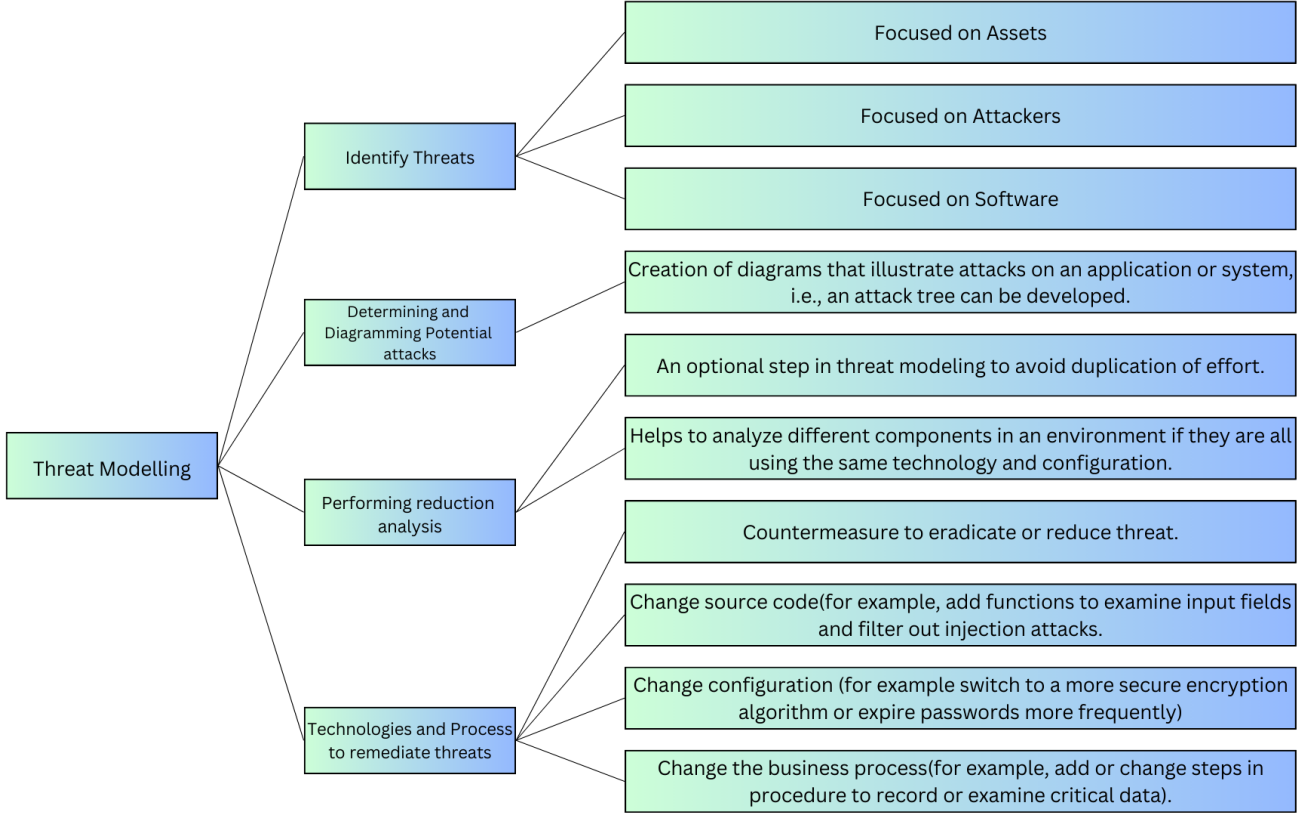 Focused on Assets
Focused on Attackers
Identify Threats
Focused on Software
Creation of diagrams that illustrate attacks on an application or system,
i.e., an attack tree can be developed.
Determining and
Diagramming Potential
attacks
An optional step in threat modeling to avoid duplication of effort.
Helps to analyze different components in an environment if they are all
using the same technology and configuration.
Threat Modelling
Performing reduction
analysis
Countermeasure to eradicate or reduce threat.
Change source code(for example, add functions to examine input fields
and filter out injection attacks.
Change configuration (for example switch to a more secure encryption
algorithm or expire passwords more frequently)
Technologies and Process
to remediate threats
Change the business process(for example, add or change steps in
procedure to record or examine critical data).